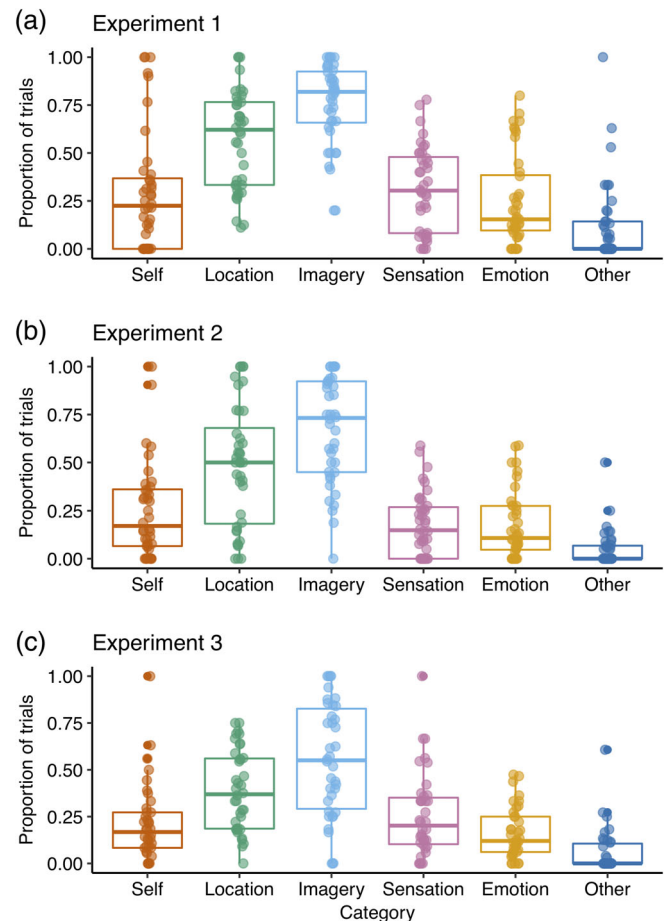 (a) Experiment 1
Proportion of trials
1.00
0.75
0.50
0.25
0.00
Self Location Imagery Sensation Emotion Other
(b) Experiment 2
Proportion of trials
1.00
0.75
0.50
0.25
0.00
Self Location Imagery Sensation Emotion Other
(c) Experiment 3
Proportion of trials
1.00
0.75
0.50
0.25
0.00
Self Location Imagery Sensation Emotion Other
Category